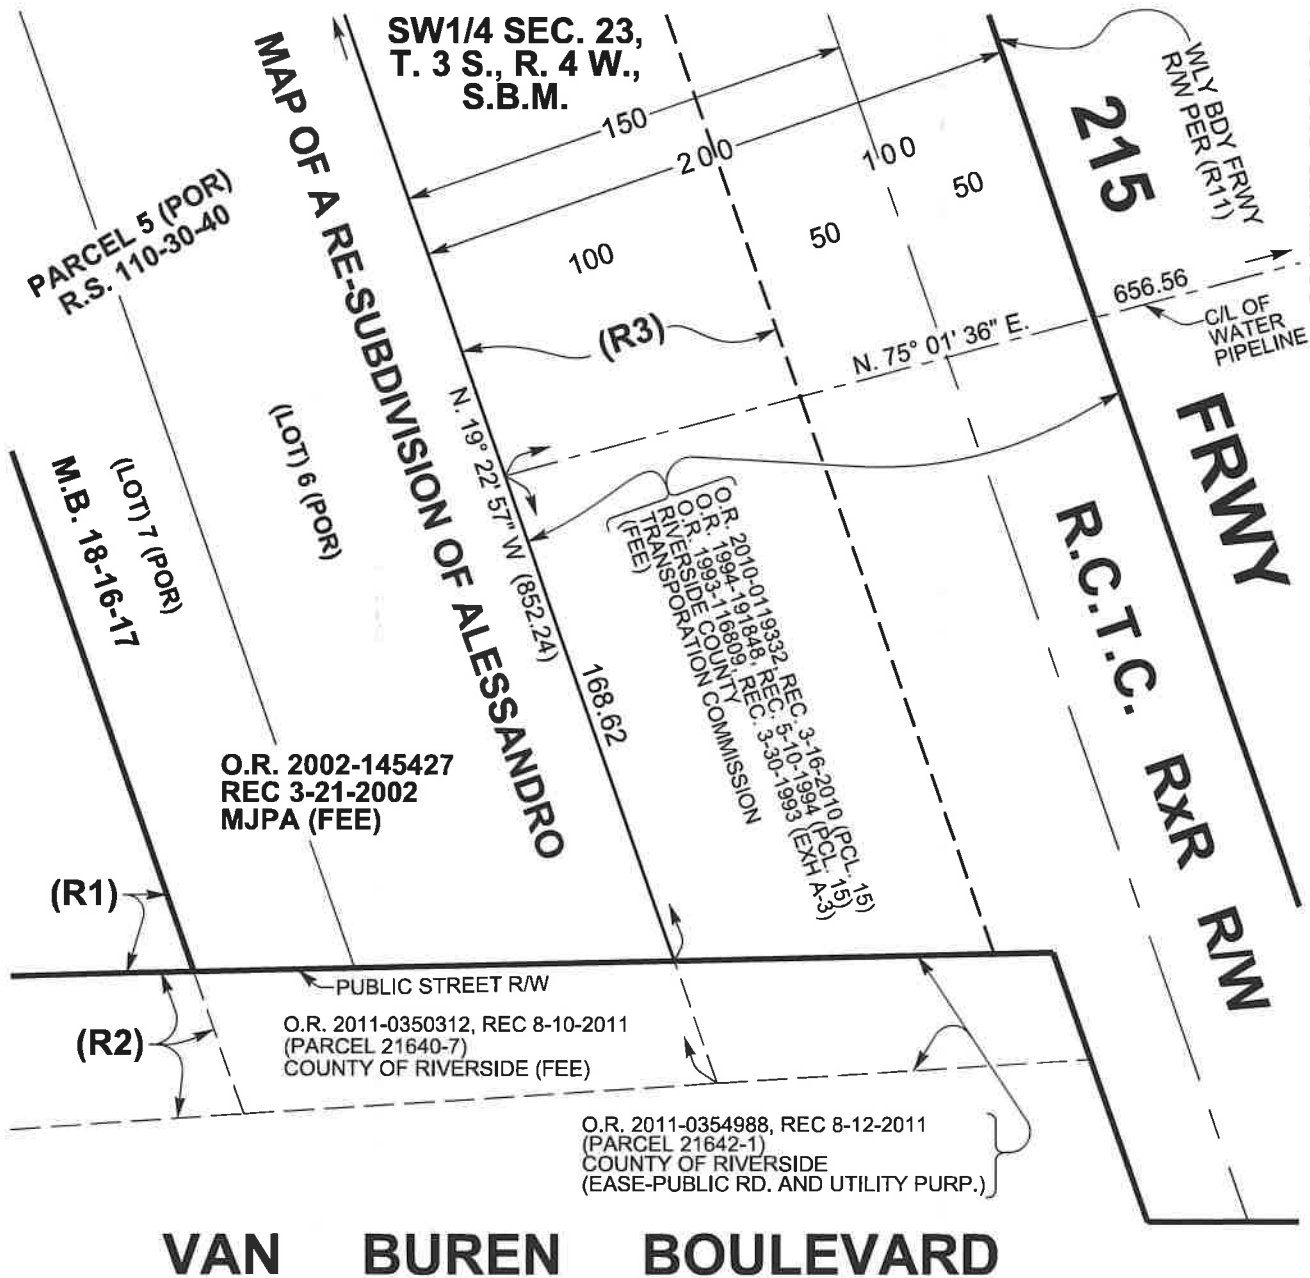 SW1/4 SEC. 23,
T. 3 S., R. 4 W.,
S.B.M.
MAP OF A RE-SUBDIVISION OF ALESSANDRO
150
200
100
50
100
50
WLY BDY FRWY
R/W PER (R11)
215
FRWY
PARCEL 5 (POR)
R.S. 110-30-40
(R3)
656.56
N. 75° 01' 36" E.
C/L OF
WATER
PIPELINE
N. 19° 22' 57" W (852.24)
168.62
(LOT) 6 (POR)
(LOT) 7 (POR)
M.B. 18-16-17
O.R. 2010-0119332, REC. 3-16-2010 (PCL. 15)
O.R. 1994-191848, REC. 5-10-1994 (PCL. 15)
O.R. 1993-116809, REC. 3-30-1993 (EXH A-3)
RIVERSIDE COUNTY
TRANSPORATION COMMISSION
(FEE)
R.C.T.C. RxR R/W
O.R. 2002-145427
REC 3-21-2002
MJPA (FEE)
(R1)
PUBLIC STREET R/W
(R2)
O.R. 2011-0350312, REC 8-10-2011
(PARCEL 21640-7)
COUNTY OF RIVERSIDE (FEE)
O.R. 2011-0354988, REC 8-12-2011
(PARCEL 21642-1)
COUNTY OF RIVERSIDE
(EASE-PUBLIC RD. AND UTILITY PURP.)
VAN BUREN BOULEVARD